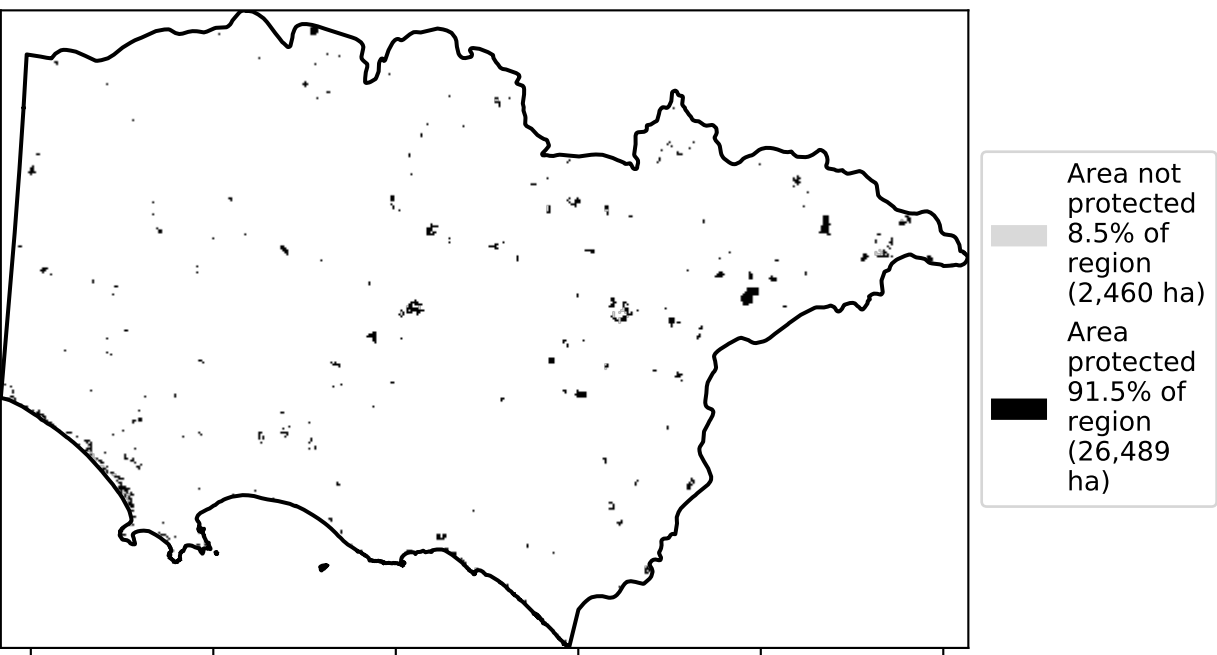 Area not
protected
8.5% of
region
(2,460 ha)
Area
protected
91.5% of
region
(26,489
ha)